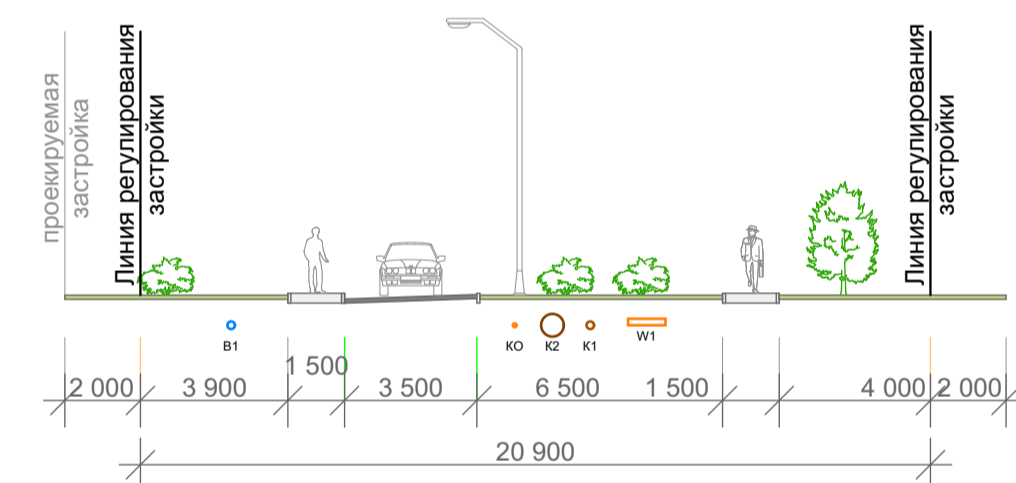 проекируемая
застройка
Линия регулирования
застройки
Линия регулирования
застройки
В1
КО
К2
К1
W1
1 500
2 000
3 900
3 500
6 500
1 500
4 000
2 000
20 900